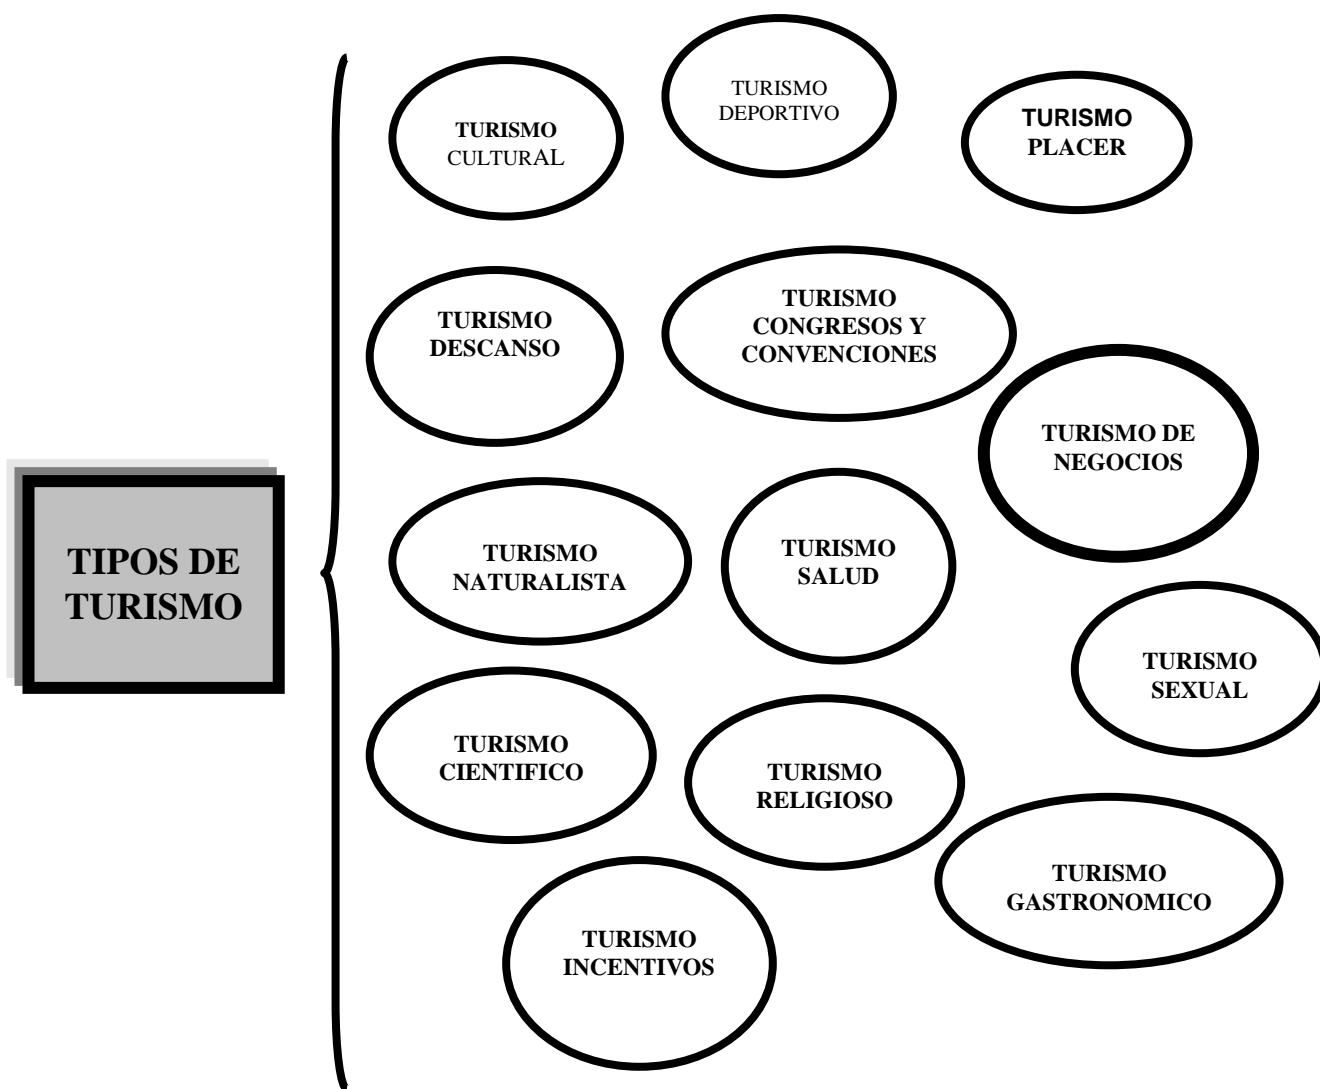 TURISMO
CULTURAL
TURISMO
DEPORTIVO
TURISMO
PLACER
TURISMO
DESCANSO
TURISMO
CONGRESOS Y
CONVENCIONES
TURISMO DE
NEGOCIOS
TIPOS DE
TURISMO
TURISMO
NATURALISTA
TURISMO
SALUD
TURISMO
SEXUAL
TURISMO
CIENTIFICO
TURISMO
RELIGIOSO
TURISMO
GASTRONOMICO
TURISMO
INCENTIVOS